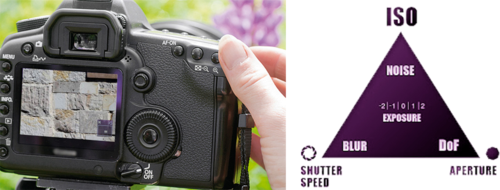 AF-ON
MENU
INFO.
ON
OFF
ISO
NOISE
-2|-1|0|1|2
EXPOSURE
BLUR
DoF
SHUTTER
SPEED
APERTURE